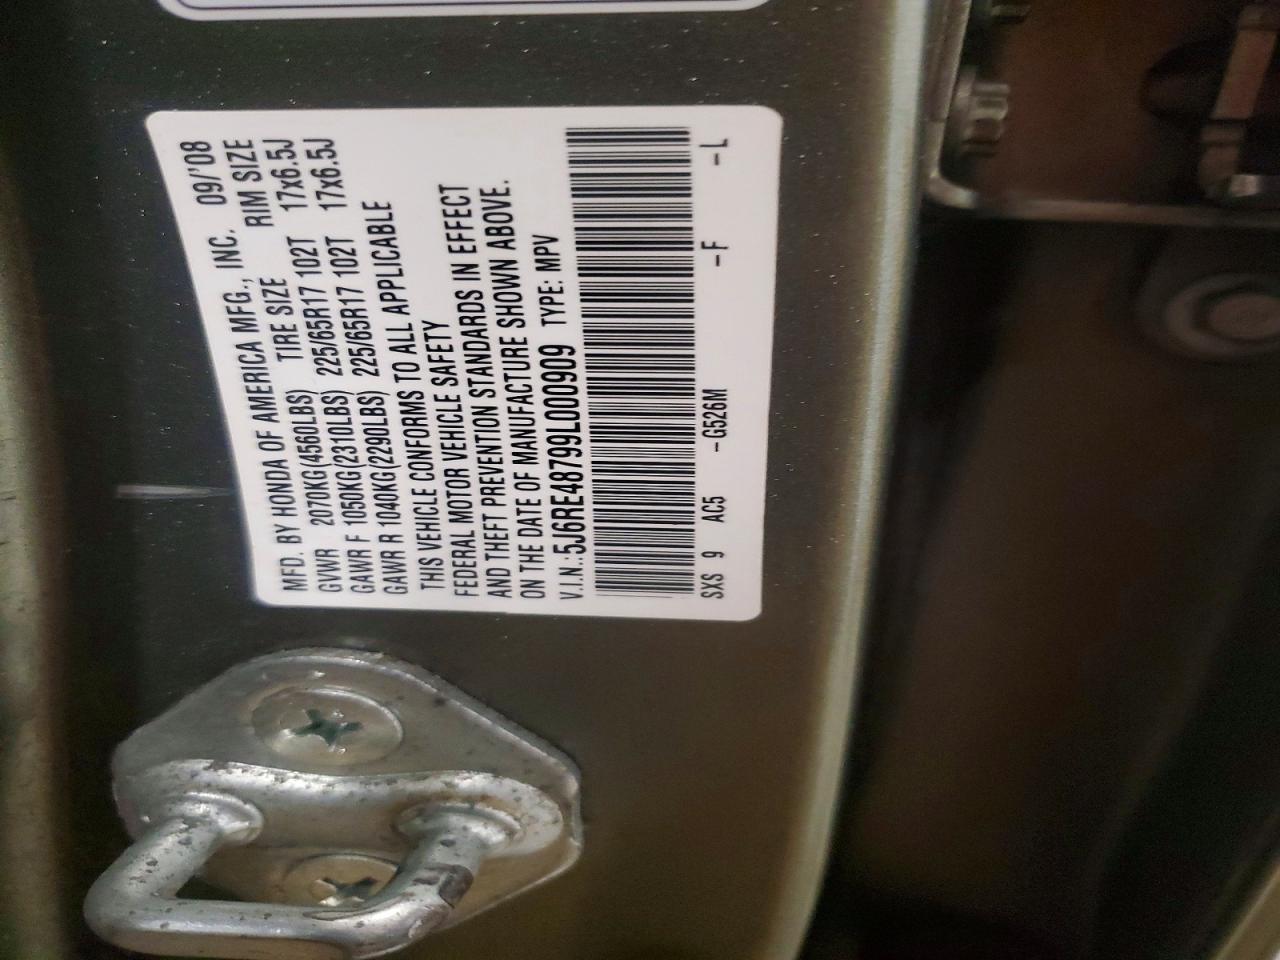 MFD. BY HONDA OF AMERICA MFG., INC. 09/'08
GVWR 2070KG(4560LBS) TIRE SIZE RIM SIZE
GAWR F 1050KG(2310LBS) 225/65R17 102T 17x6.5J
GAWR R 1040KG(2290LBS) 225/65R17 102T 17x6.5J
THIS VEHICLE CONFORMS TO ALL APPLICABLE
FEDERAL MOTOR VEHICLE SAFETY
AND THEFT PREVENTION STANDARDS IN EFFECT
ON THE DATE OF MANUFACTURE SHOWN ABOVE.
V.I.N.:5J6RE48799L000909 TYPE: MPV
SXS 9 AC5 -G526M -F -L